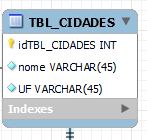 TBL_CIDADES
idTBL_CIDADES INT
nome VARCHAR(45)
UF VARCHAR(45)
Indexes